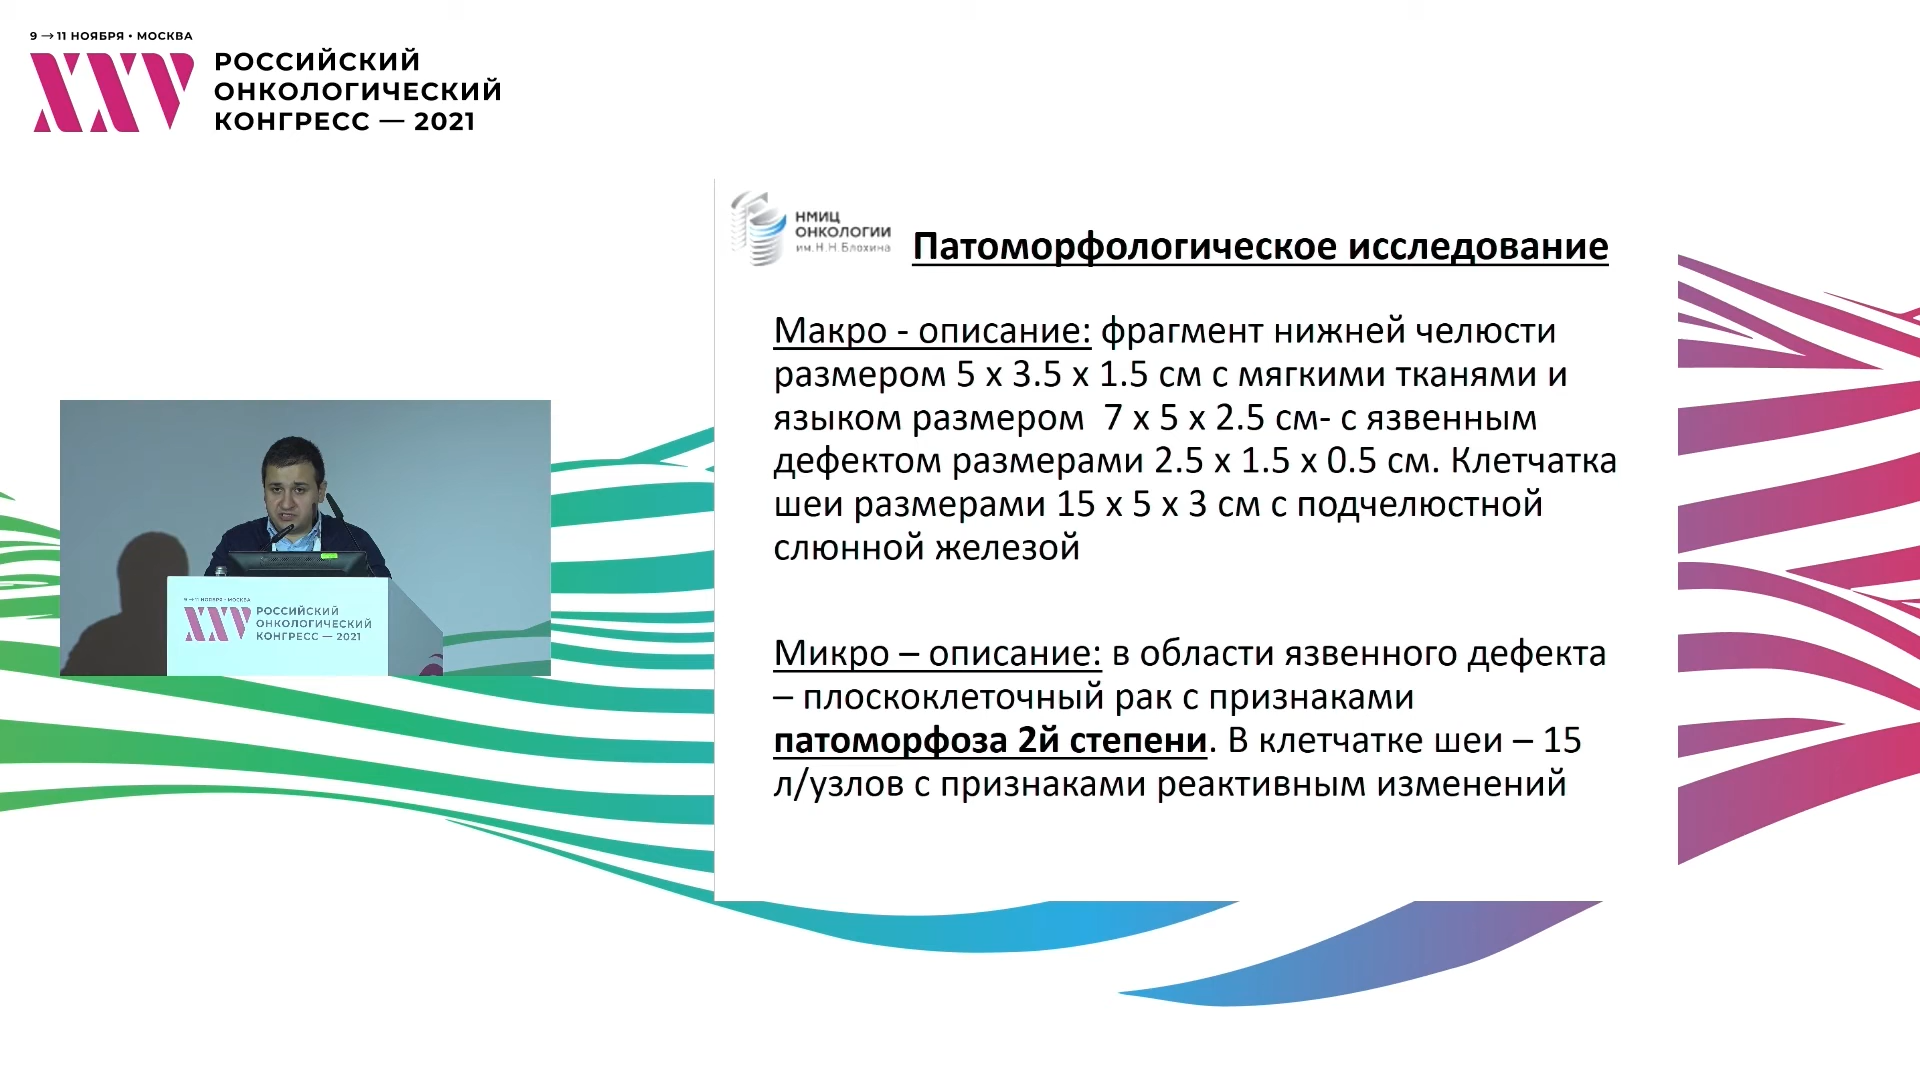 9 → 11 НОЯБРЯ • МОСКВА
XXV
РОССИЙСКИЙ
ОНКОЛОГИЧЕСКИЙ
КОНГРЕСС — 2021
НМИЦ
ОНКОЛОГИИ
им. Н.Н. Блохина
Патоморфологическое исследование
Макро - описание: фрагмент нижней челюсти
размером 5 х 3.5 х 1.5 см с мягкими тканями и
языком размером 7 х 5 х 2.5 см- с язвенным
дефектом размерами 2.5 х 1.5 х 0.5 см. Клетчатка
шеи размерами 15 х 5 х 3 см с подчелюстной
слюнной железой
Микро – описание: в области язвенного дефекта
– плоскоклеточный рак с признаками
патоморфоза 2й степени. В клетчатке шеи – 15
л/узлов с признаками реактивным изменений
9 → 11 НОЯБРЯ • МОСКВА
XXV
РОССИЙСКИЙ
ОНКОЛОГИЧЕСКИЙ
КОНГРЕСС — 2021